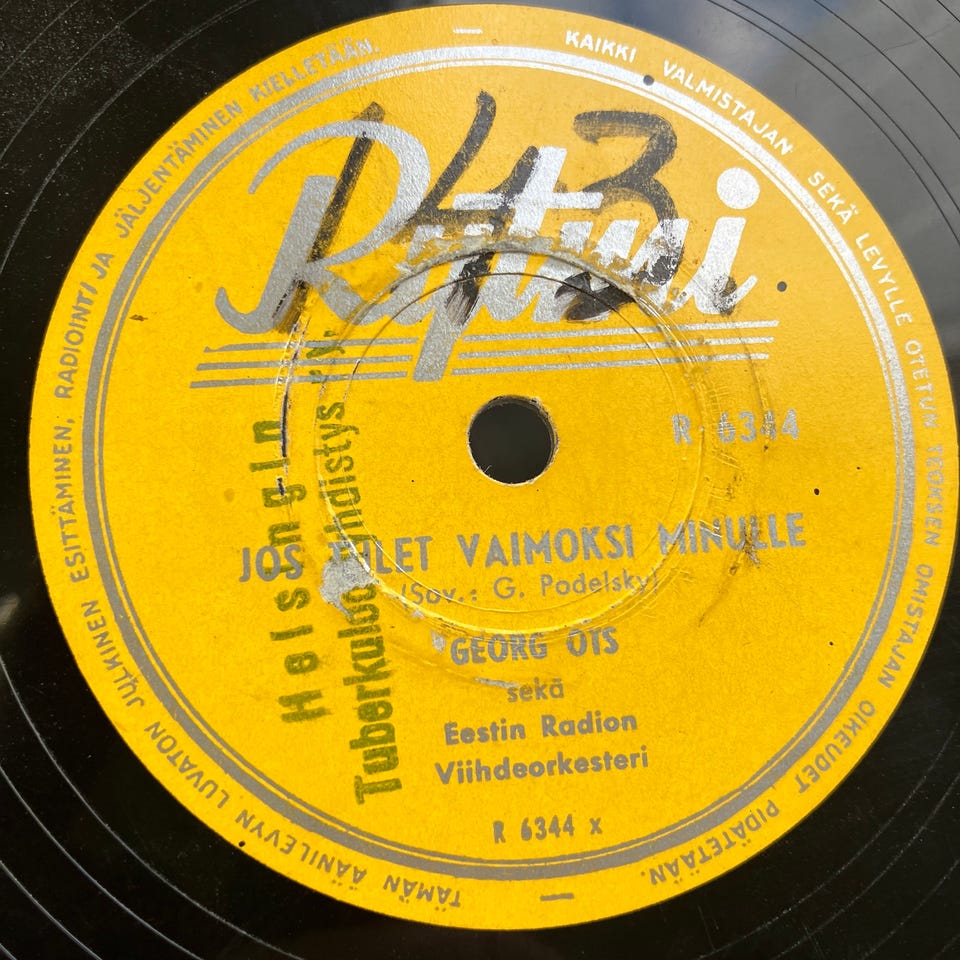 KAIKKI VALMISTAJAN SEKÄ LEVYLLE OTETUN TEOKSEN OMISTAJAN OIKEUDET PIDÄTETÄÄN.
TÄMÄN ÄÄNILEVYN LUVATON JULKINEN ESITTÄMINEN, RADIOINTI JA JÄLJENTÄMINEN KIELLETÄÄN.
143
Rytmi
R 6344
JOS TULET VAIMOKSI MINULLE
(Sov.: G. Podelsky)
GEORG OTS
sekä
Eestin Radion
Viihdeorkesteri
R 6344 x
Helsingin
Tuberkuloosiyhdistys r.y.